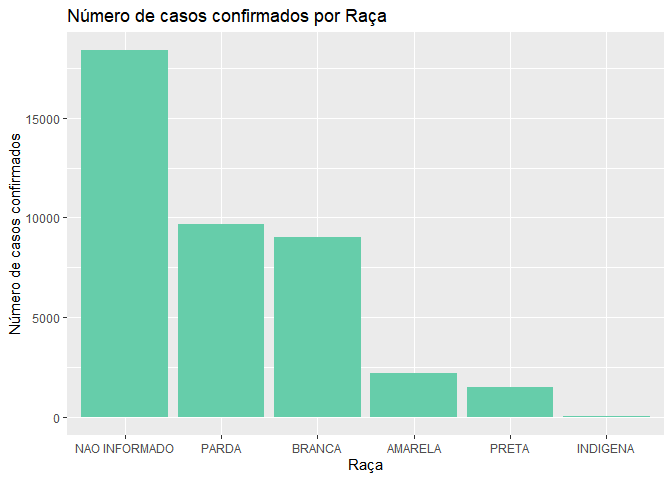 Número de casos confirmados por Raça
Número de casos confirmados
15000
10000
5000
0
NAO INFORMADO PARDA BRANCA AMARELA PRETA INDIGENA
Raça